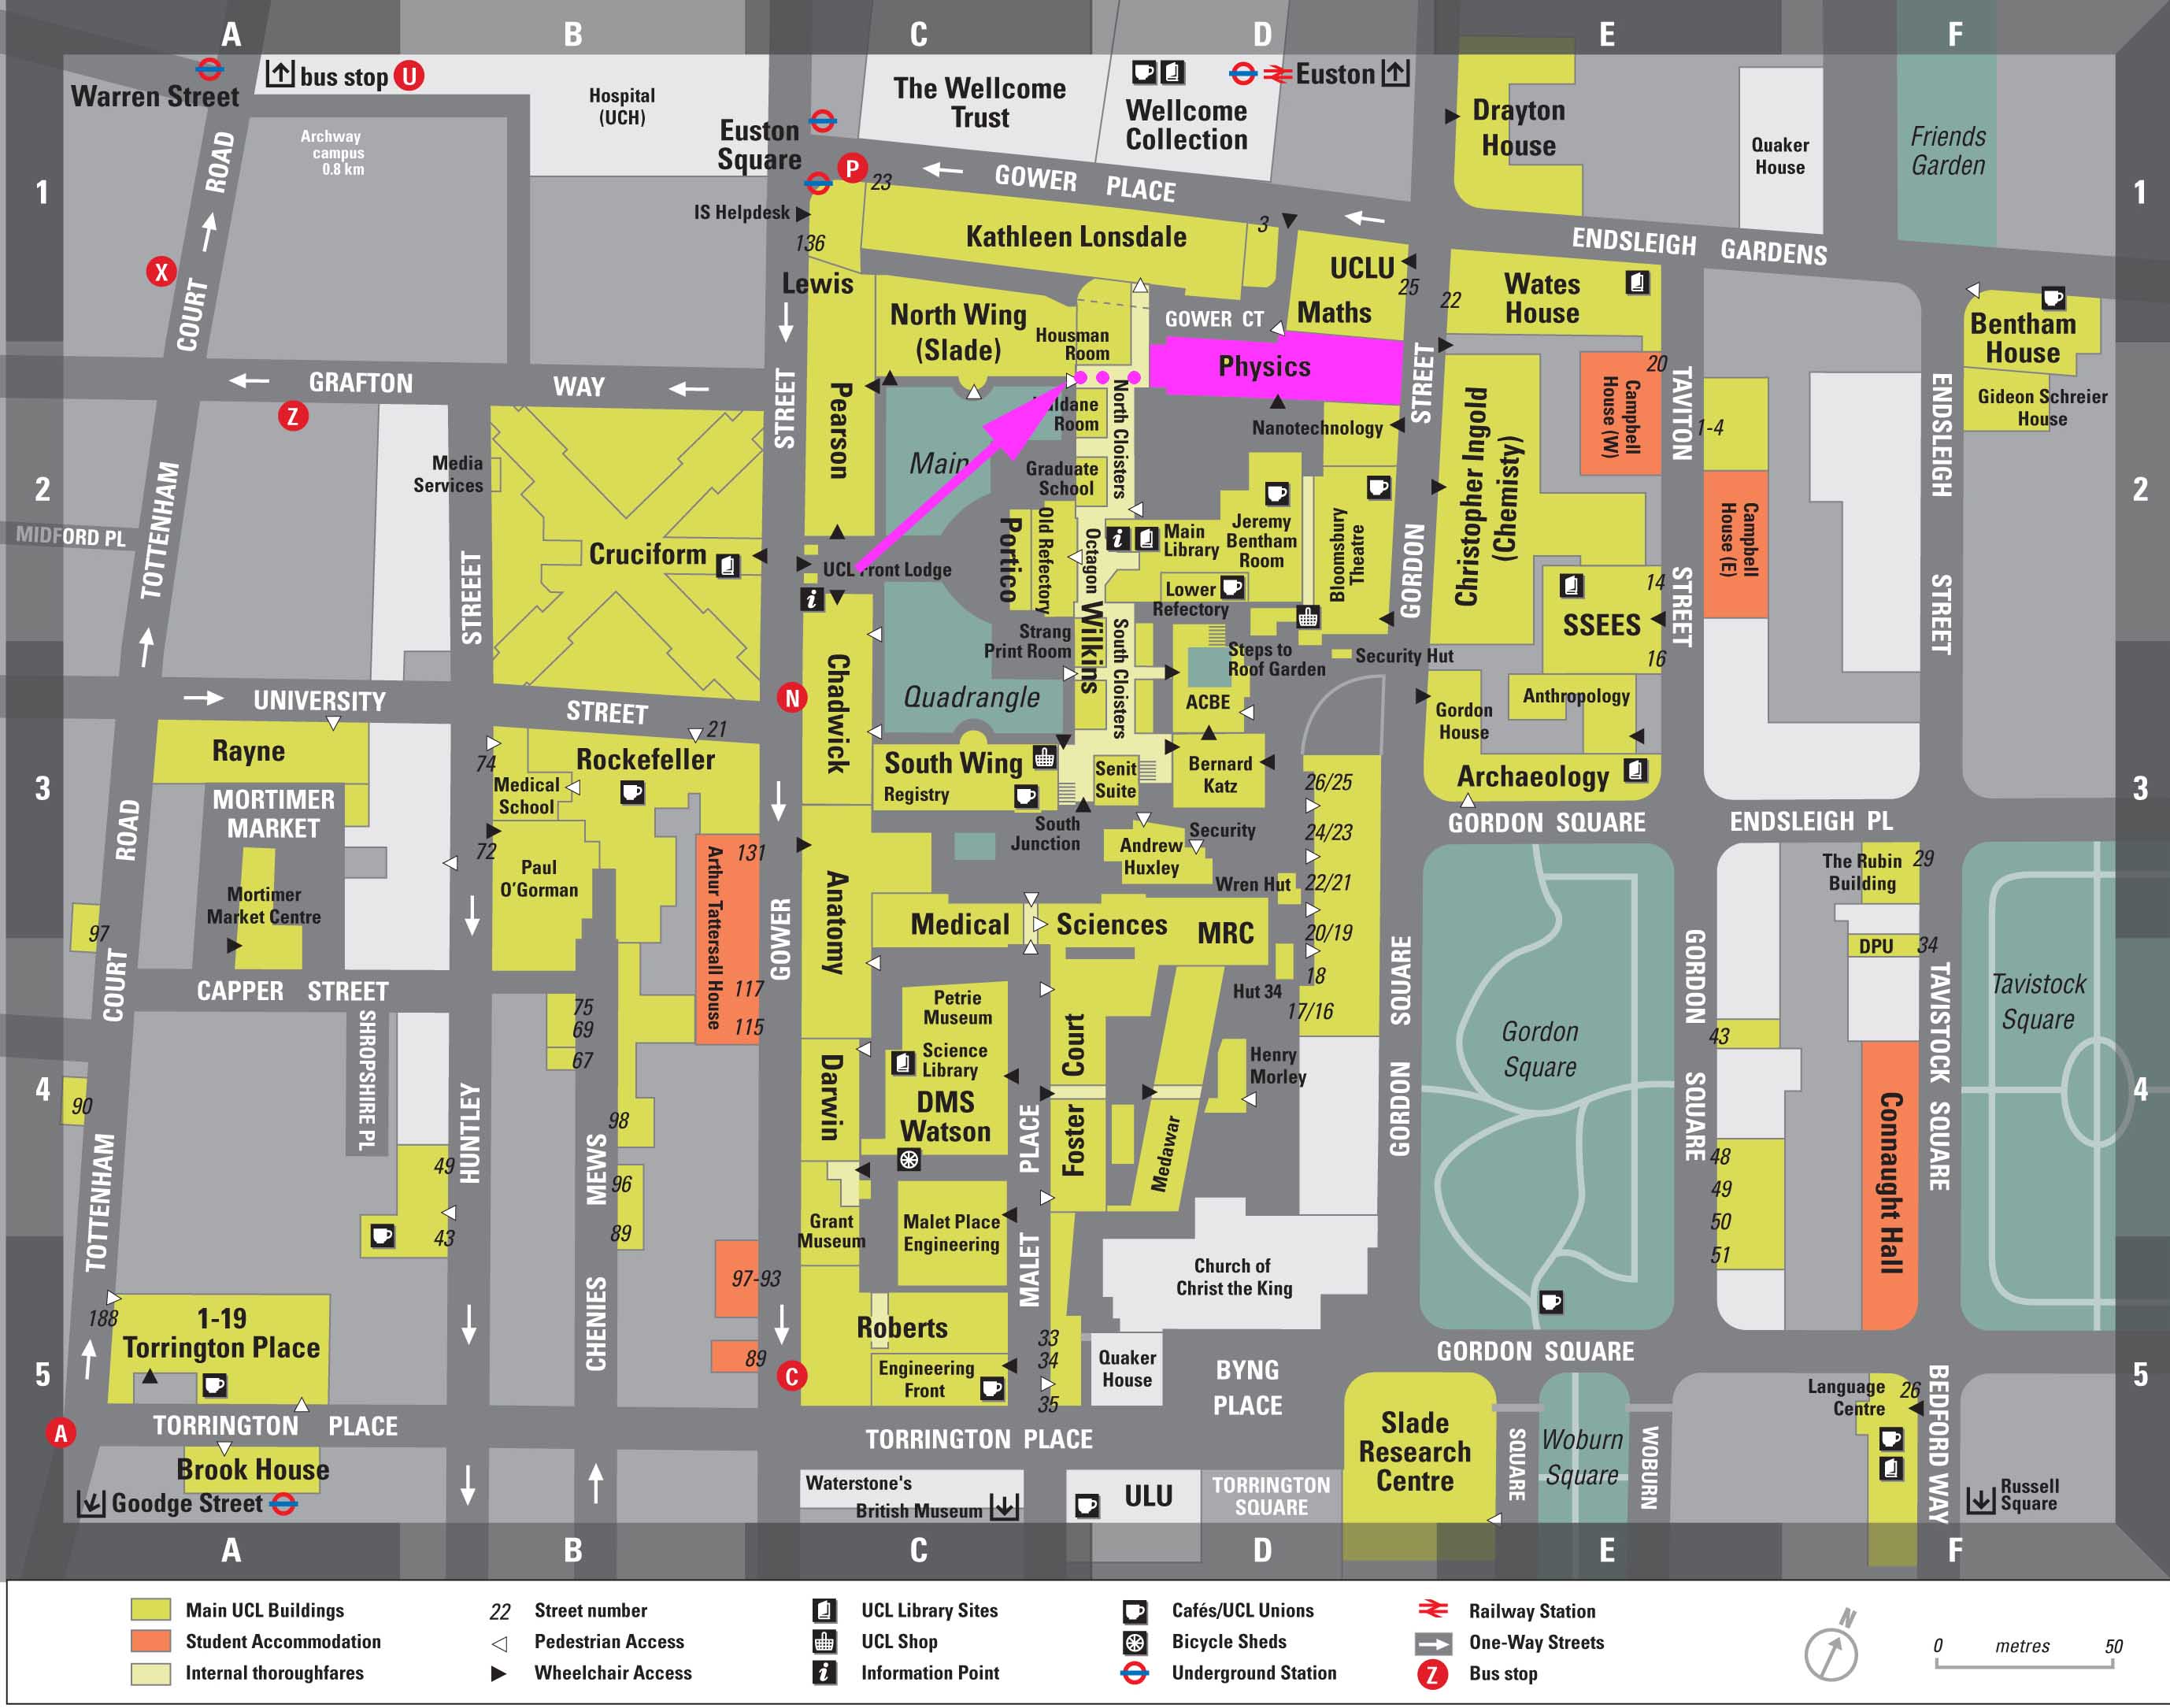 A
B
C
D
E
F
Warren Street
bus stop U
Hospital
(UCH)
Euston
Square
The Wellcome
Trust
Wellcome
Collection
Euston
Drayton
House
Quaker
House
Friends
Garden
Archway
campus
0.8 km
1
1
P
23
GOWER PLACE
IS Helpdesk
136
Kathleen Lonsdale
3
UCLU
25
22
ENDSLEIGH GARDENS
X
Lewis
North Wing
(Slade)
Housman
Room
GOWER CT
Maths
Wates
House
Bentham
House
COURT ROAD
GRAFTON WAY
Z
STREET
Pearson
Physics
STREET
20
Campbell
House (W)
TAVITON
1-4
ENDSLEIGH
Gideon Schreier
House
Room
North Cloisters
Nanotechnology
Christopher Ingold
(Chemisty)
2
2
Media
Services
Main
Graduate
School
MIDFORD PL
TOTTENHAM
Cruciform
UCL Front Lodge
Portico
Old Refectory
Octagon
Main
Library
Jeremy
Bentham
Room
Bloomsbury
Theatre
GORDON
Campbell
House (E)
Lower
Refectory
14
SSEES
16
STREET
STREET
STREEET
Strang
Print Room
Wilkins
South Cloisters
Steps to
Roof Garden
Security Hut
Chadwick
Quadrangle
ACBE
Gordon
House
Anthropology
N
UNIVERSITY STREET
21
Rayne
Rockefeller
74
Medical
School
South Wing
Registry
Senit
Suite
Bernard
Katz
26/25
Archaeology
3
3
MORTIMER
MARKET
72
Paul
O'Gorman
South
Junction
Andrew
Huxley
Security
24/23
GORDON SQUARE
ENDSLEIGH PL
ROAD
131
Arthur Tattersall House
Anatomy
Wren Hut
22/21
The Rubin
Building
29
Mortimer
Market Centre
97
GOWER
Medical Sciences
MRC
20/19
DPU
34
COURT
CAPPER STREET
117
115
18
Hut 34
17/16
SQUARE
GORDON
Tavistock
Square
TAVISTOCK SQUARE
75
69
67
Petrie
Museum
Science
Library
DMS
Watson
Court
Foster
Henry
Morley
Gordon
Square
43
SHROPSHIRE PL
Darwin
4
4
90
HUNTLEY
98
MEWS
PLACE
Medawar
GORDON
SQUARE
Connaught Hall
49
43
96
89
48
49
50
51
Grant
Museum
Malet Place
Engineering
MALET
Church of
Christ the King
TOTTENHAM
188
1-19
Torrington Place
CHENIES
97-93
89
C
Roberts
Engineering
Front
33
34
35
Quaker
House
BYNG
PLACE
GORDON SQUARE
5
5
Language
Centre
26
BEDFORD WAY
A
TORRINGTON PLACE
TORRINGTON PLACE
Slade
Research
Centre
SQUARE
Woburn
Square
WOBURN
Brook House
Goodge Street
Waterstone's
British Museum
ULU
TORRINGTON
SQUARE
Russell
Square
A
B
C
D
E
F
Main UCL Buildings
Student Accommodation
Internal thoroughfares
22 Street number
Pedestrian Access
Wheelchair Access
UCL Library Sites
UCL Shop
i Information Point
Cafés/UCL Unions
Bicycle Sheds
Underground Station
Railway Station
One-Way Streets
Z Bus stop
N
0 metres 50